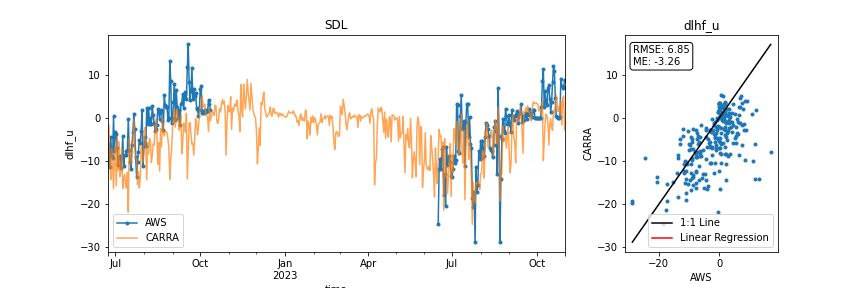 SDL
dlhf_u
10
0
−10
−20
−30
AWS
CARRA
Jul
Oct
Jan
2023
Apr
Jul
Oct
time
dlhf_u
RMSE: 6.85
ME: -3.26
CARRA
10
0
−10
−20
−30
1:1 Line
Linear Regression
−20
0
AWS